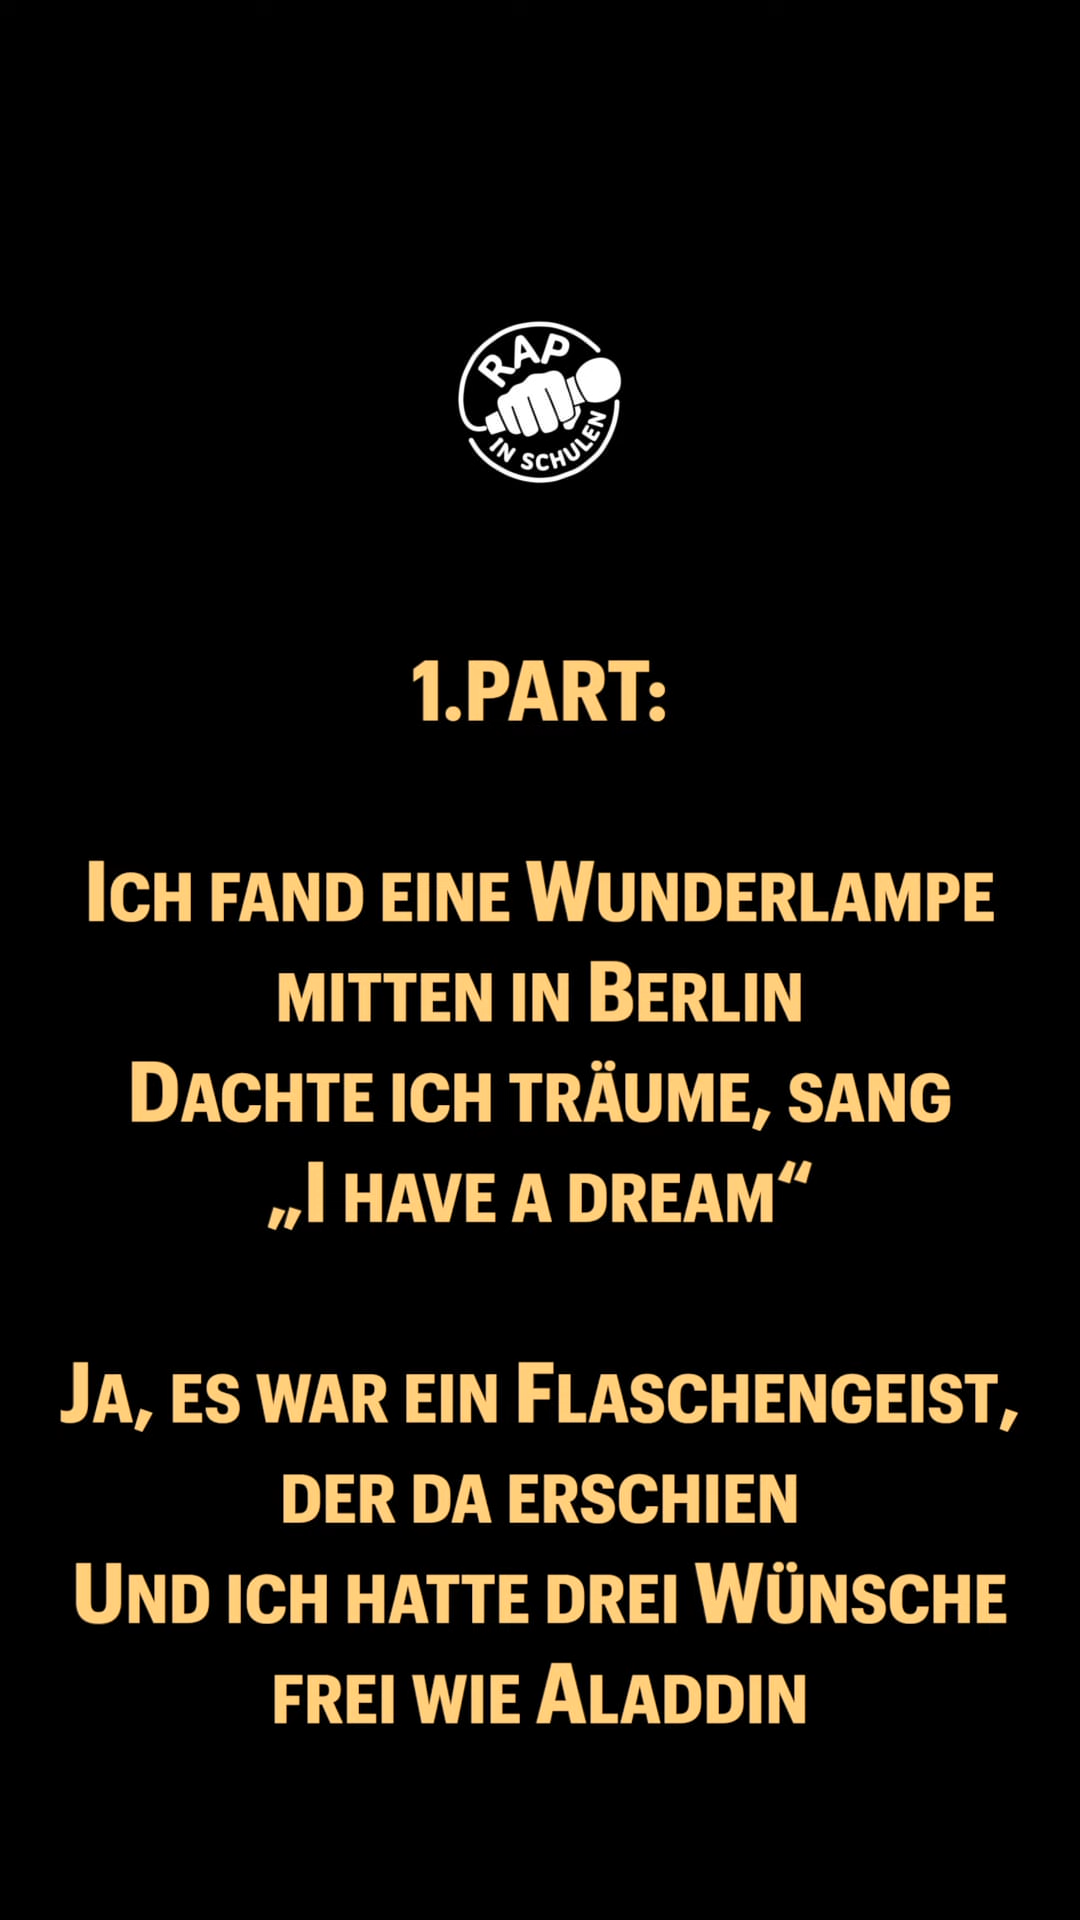 RAP
IN SCHULEN
1.PART:
ICH FAND EINE WUNDERLAMPE
MITTEN IN BERLIN
DACHTE ICH TRÄUME, SANG
„I HAVE A DREAM“
JA, ES WAR EIN FLASCHENGEIST,
DER DA ERSCHIEN
UND ICH HATTE DREI WÜNSCHE
FREI WIE ALADDIN